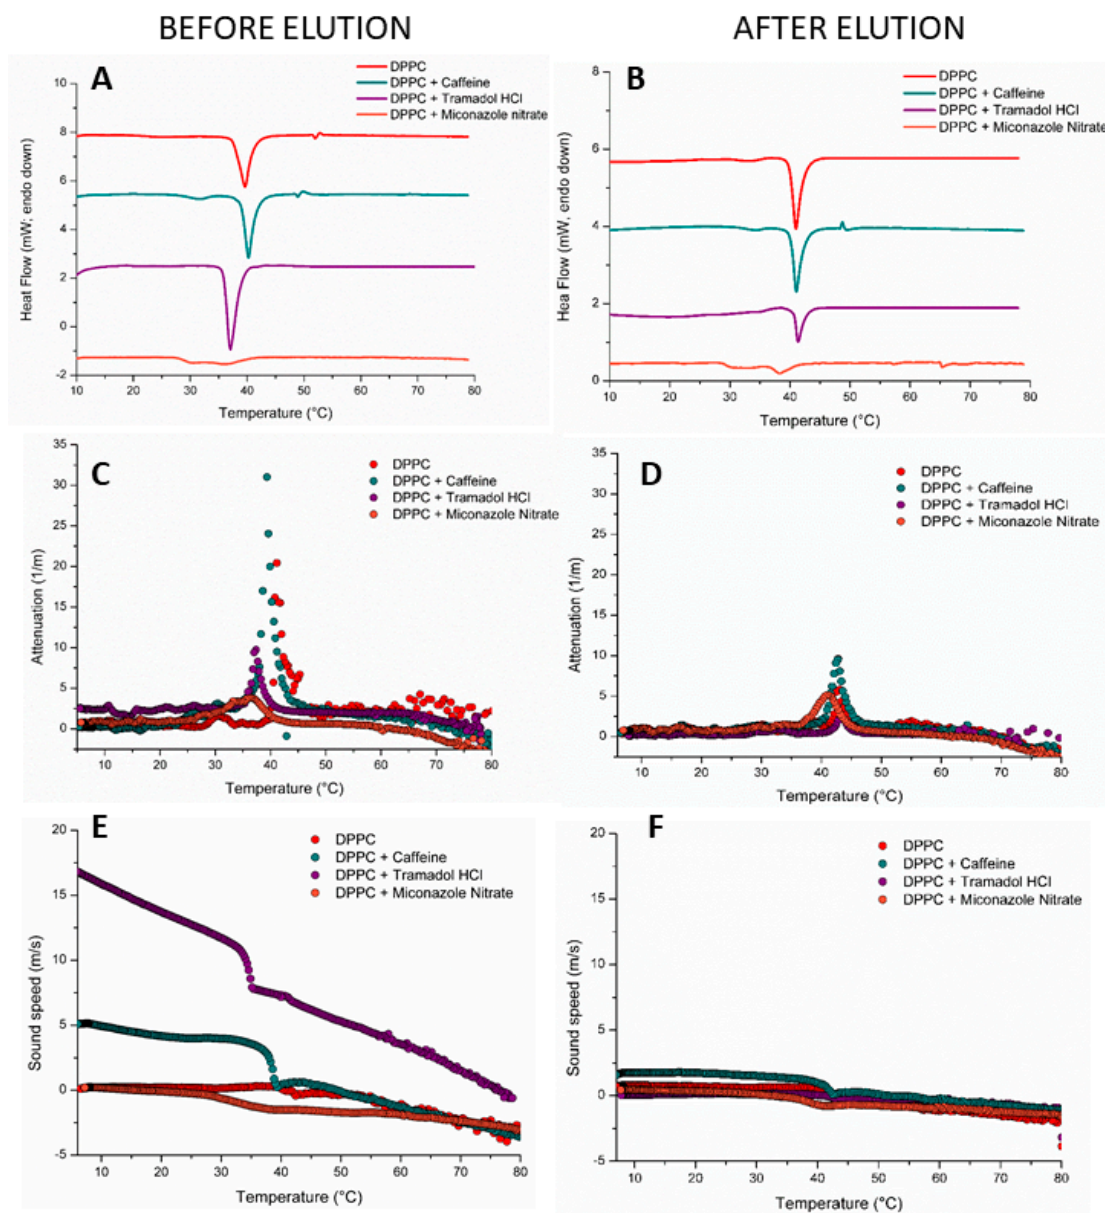 BEFORE ELUTION
AFTER ELUTION
A
DPPC
DPPC + Caffeine
DPPC + Tramadol HCl
DPPC + Miconazole nitrate
Heat Flow (mW; endo down)
10
8
6
4
2
0
-2
10 20 30 40 50 60 70 80
Temperature (°C)
B
DPPC
DPPC + Caffeine
DPPC + Tramadol HCl
DPPC + Miconazole Nitrate
Hea Flow (mW, endo down)
8
6
4
2
0
10 20 30 40 50 60 70 80
Temperature (°C)
C
DPPC
DPPC + Caffeine
DPPC + Tramadol HCl
DPPC + Miconazole Nitrate
Attenuation (1/m)
35
30
25
20
15
10
5
0
10 20 30 40 50 60 70 80
Temperature (°C)
D
DPPC
DPPC + Caffeine
DPPC + Tramadol HCl
DPPC + Miconazole Nitrate
Attenuation (1/m)
35
30
25
20
15
10
5
0
10 20 30 40 50 60 70 80
Temperature (°C)
E
DPPC
DPPC + Caffeine
DPPC + Tramadol HCl
DPPC + Miconazole Nitrate
Sound speed (m/s)
20
15
10
5
0
-5
10 20 30 40 50 60 70 80
Temperature (°C)
F
DPPC
DPPC + Caffeine
DPPC + Tramadol HCl
DPPC + Miconazole Nitrate
Sound speed (m/s)
20
15
10
5
0
-5
10 20 30 40 50 60 70 80
Temperature (°C)